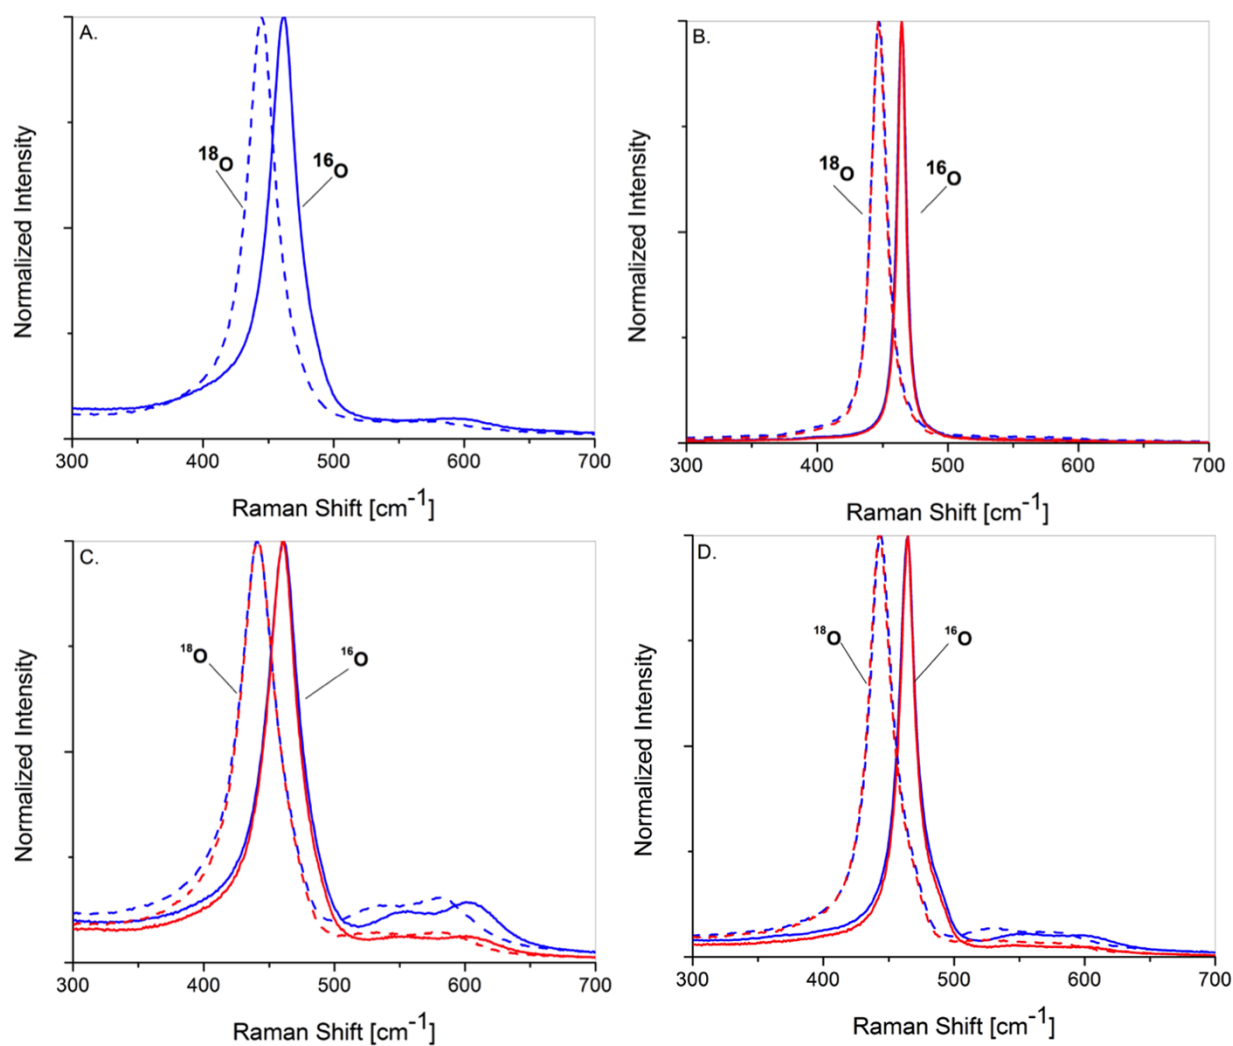 A.
Normalized Intensity
18O
16O
300 400 500 600 700
Raman Shift [cm-1]
B.
Normalized Intensity
18O
16O
300 400 500 600 700
Raman Shift [cm-1]
C.
Normalized Intensity
18O
16O
300 400 500 600 700
Raman Shift [cm-1]
D.
Normalized Intensity
18O
16O
300 400 500 600 700
Raman Shift [cm-1]